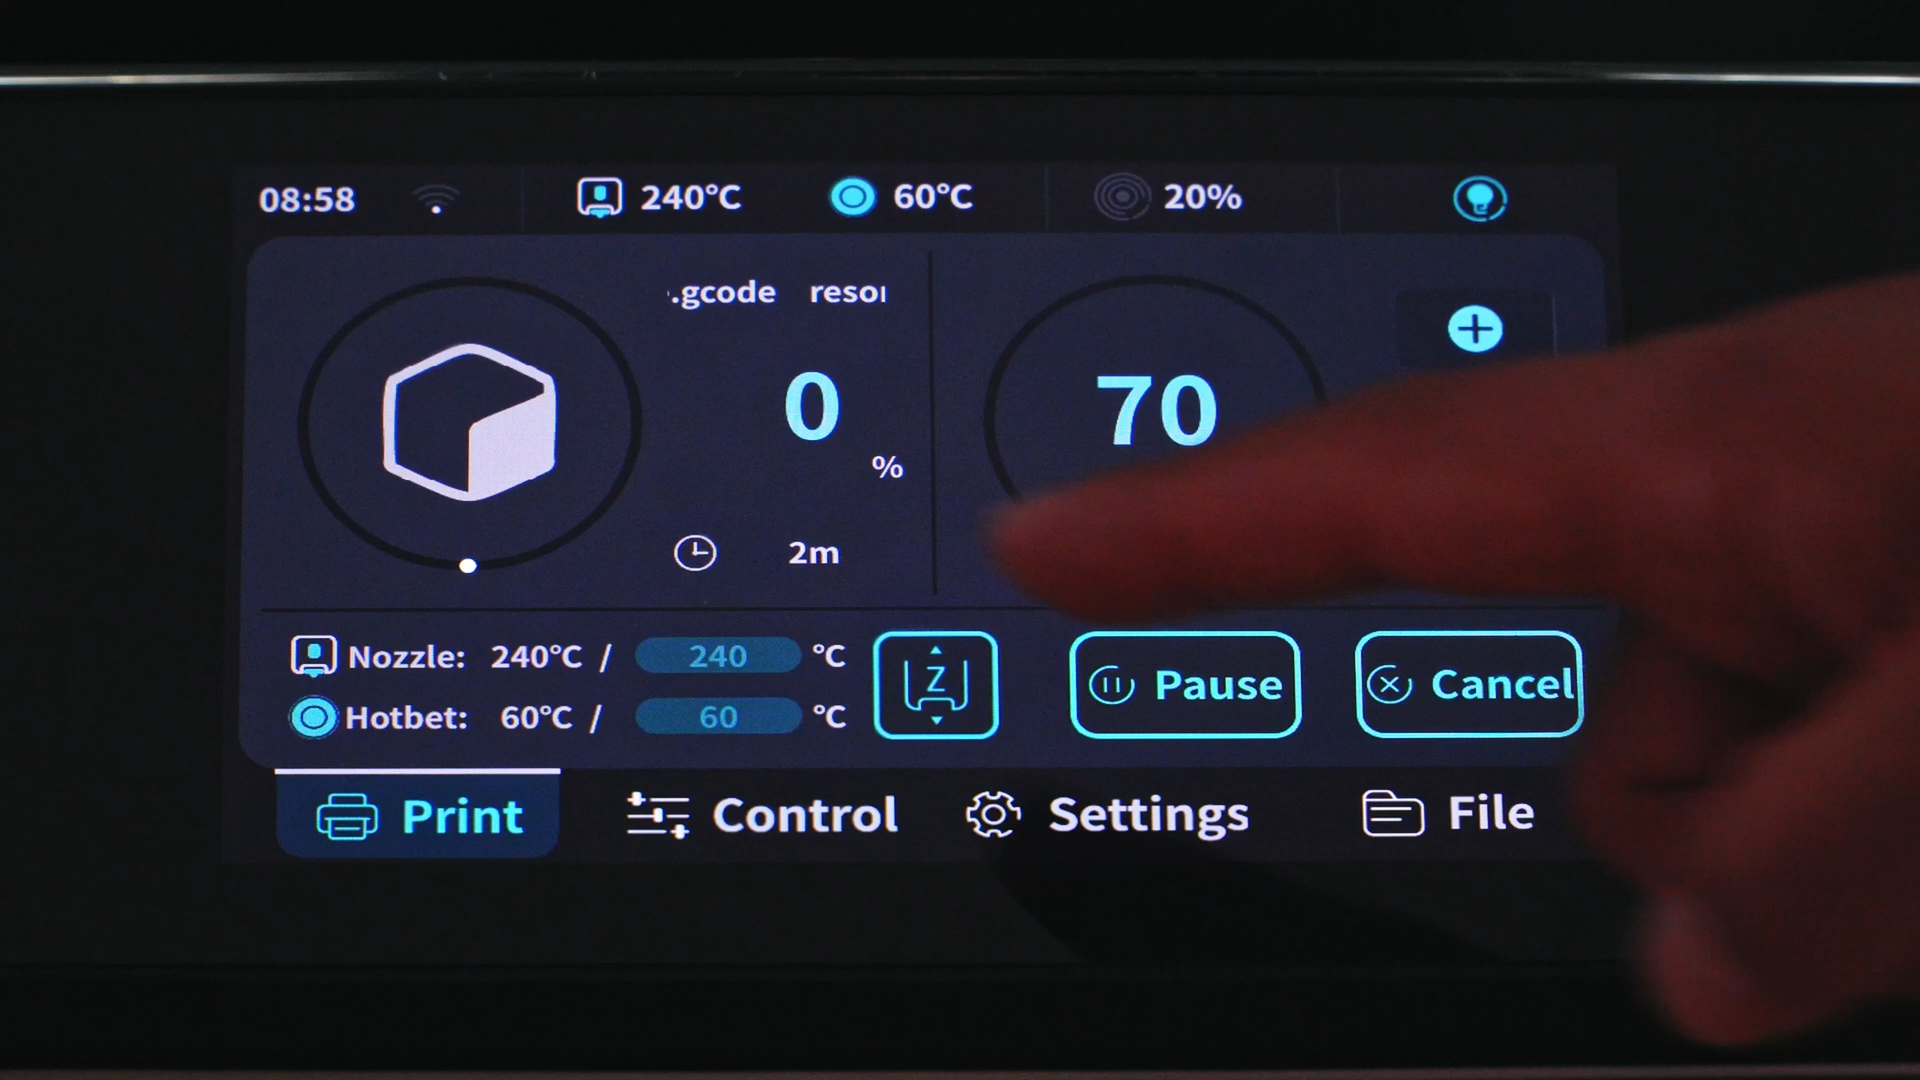 08:58 240°C 60°C 20%
.gcode
0
%
2m
70
Nozzle: 240°C / 240 °C
Hotbet: 60°C / 60 °C
Z
Pause
Cancel
Print Control Settings File